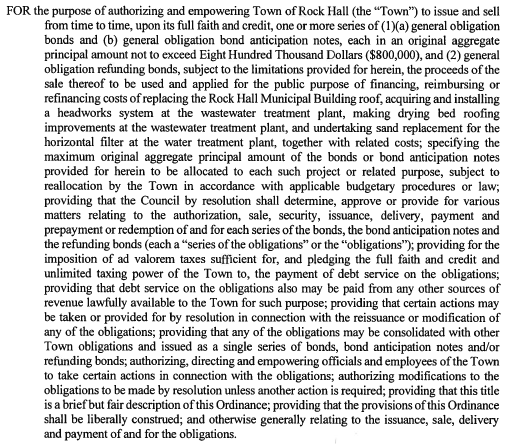 FOR the purpose of authorizing and empowering Town of Rock Hall (the “Town”) to issue and sell
from time to time, upon its full faith and credit, one or more series of (1)(a) general obligation
bonds and (b) general obligation bond anticipation notes, each in an original aggregate
principal amount not to exceed Eight Hundred Thousand Dollars ($800,000), and (2) general
obligation refunding bonds, subject to the limitations provided for herein, the proceeds of the
sale thereof to be used and applied for the public purpose of financing, reimbursing or
refinancing costs of replacing the Rock Hall Municipal Building roof, acquiring and installing
a headworks system at the wastewater treatment plant, making drying bed roofing
improvements at the wastewater treatment plant, and undertaking sand replacement for the
horizontal filter at the water treatment plant, together with related costs; specifying the
maximum original aggregate principal amount of the bonds or bond anticipation notes
provided for herein to be allocated to each such project or related purpose, subject to
reallocation by the Town in accordance with applicable budgetary procedures or law;
providing that the Council by resolution shall determine, approve or provide for various
matters relating to the authorization, sale, security, issuance, delivery, payment and
prepayment or redemption of and for each series of the bonds, the bond anticipation notes and
the refunding bonds (each a “series of the obligations” or the “obligations”); providing for the
imposition of ad valorem taxes sufficient for, and pledging the full faith and credit and
unlimited taxing power of the Town to, the payment of debt service on the obligations;
providing that debt service on the obligations also may be paid from any other sources of
revenue lawfully available to the Town for such purpose; providing that certain actions may
be taken or provided for by resolution in connection with the reissuance or modification of
any of the obligations; providing that any of the obligations may be consolidated with other
Town obligations and issued as a single series of bonds, bond anticipation notes and/or
refunding bonds; authorizing, directing and empowering officials and employees of the Town
to take certain actions in connection with the obligations; authorizing modifications to the
obligations to be made by resolution unless another action is required; providing that this title
is a brief but fair description of this Ordinance; providing that the provisions of this Ordinance
shall be liberally construed; and otherwise generally relating to the issuance, sale, delivery
and payment of and for the obligations.